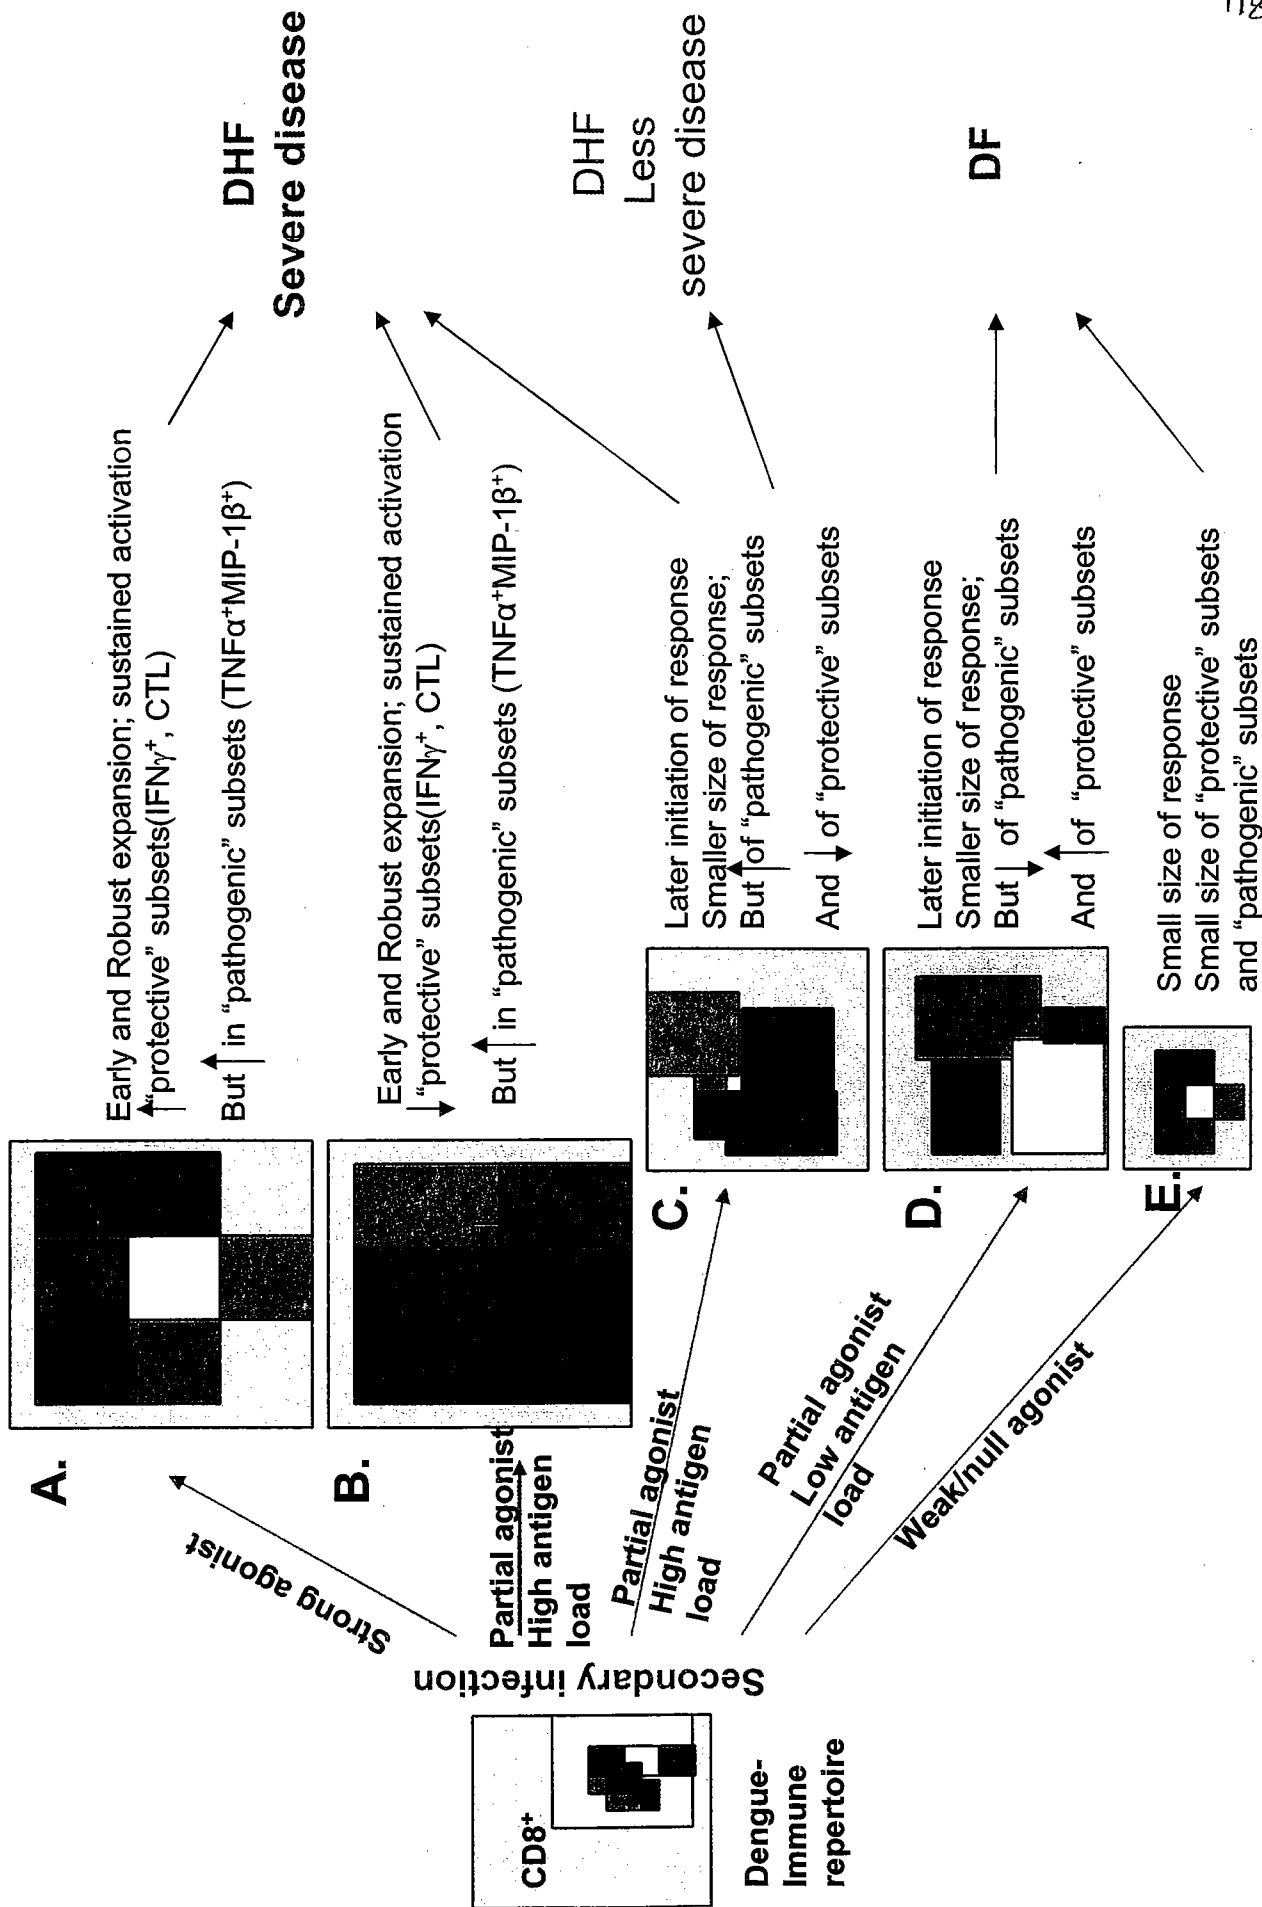 CD8⁺
Dengue-
Immune
repertoire
Secondary infection
Strong agonist
Partial agonist
High antigen
load
Partial agonist
High antigen
load
Partial agonist
Low antigen
load
Weak/null agonist
A.
Early and Robust expansion; sustained activation
↑ "protective" subsets(IFNγ⁺, CTL)
But ↑ in "pathogenic" subsets (TNFα⁺MIP-1β⁺)
B.
Early and Robust expansion; sustained activation
↓ "protective" subsets(IFNγ⁺, CTL)
But ↑ in "pathogenic" subsets (TNFα⁺MIP-1β⁺)
C.
Later initiation of response
Smaller size of response;
But ↑ of "pathogenic" subsets
And ↓ of "protective" subsets
D.
Later initiation of response
Smaller size of response;
But ↓ of "pathogenic" subsets
And ↑ of "protective" subsets
E.
Small size of response
Small size of "protective" subsets
and "pathogenic" subsets
DHF
Severe disease
DHF
Less
severe disease
DF